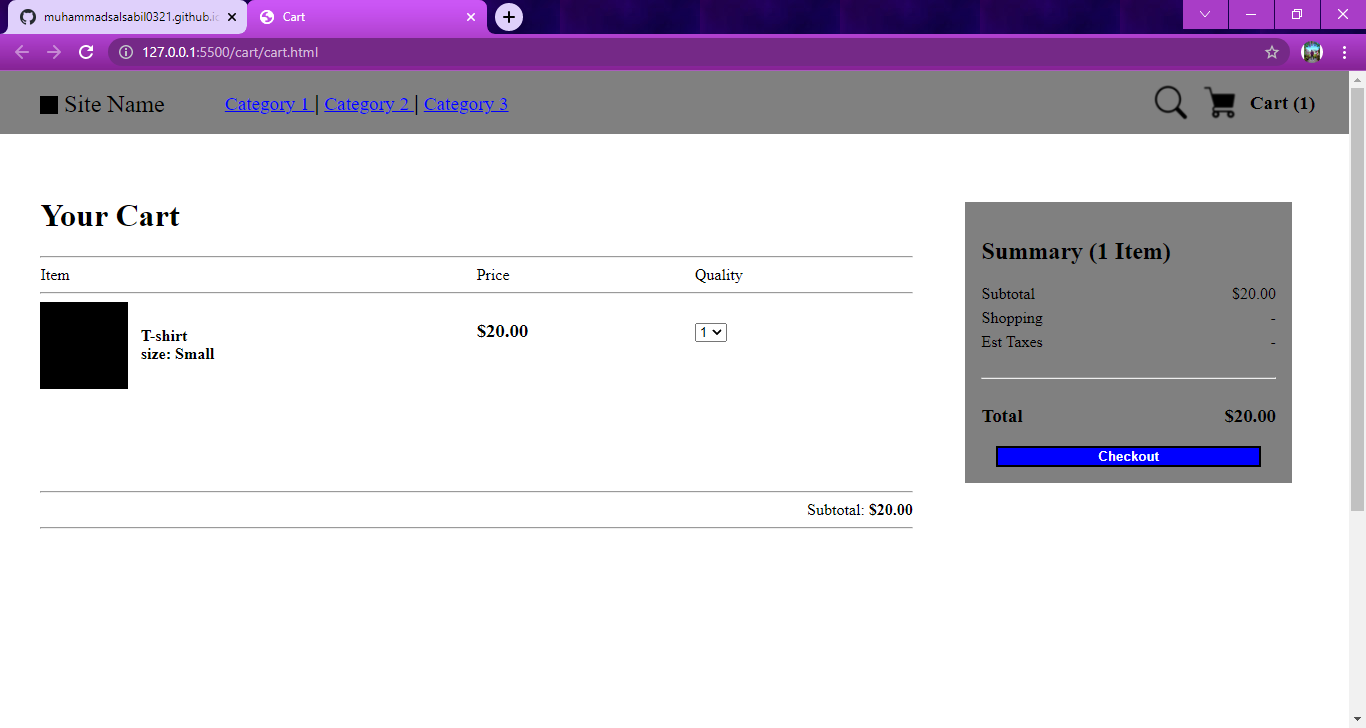 muhammadsalsabil0321.github.io
Cart
127.0.0.1:5500/cart/cart.html
Site Name
Category 1 | Category 2 | Category 3
Cart (1)
Your Cart
Item Price Quality
T-shirt
size: Small
$20.00
1
Subtotal: $20.00
Summary (1 Item)
Subtotal $20.00
Shopping -
Est Taxes -
Total $20.00
Checkout